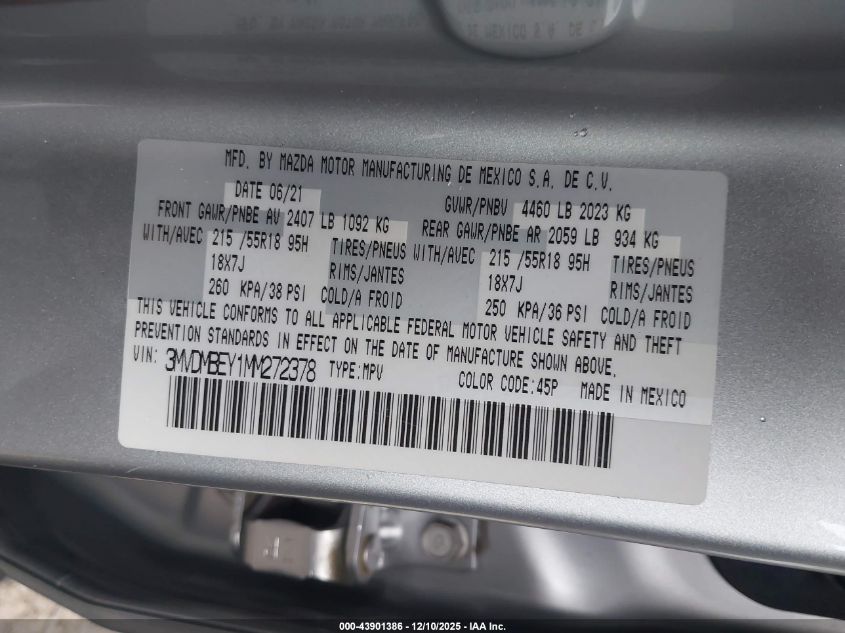 MFD. BY MAZDA MOTOR MANUFACTURING DE MEXICO S.A. DE C.V.
DATE 06/21 GVWR/PNBV 4460 LB 2023 KG
FRONT GAWR/PNBE AV 2407 LB 1092 KG REAR GAWR/PNBE AR 2059 LB 934 KG
WITH/AVEC 215 /55R18 95H TIRES/PNEUS WITH/AVEC 215 /55R18 95H TIRES/PNEUS
18X7J RIMS/JANTES 18X7J RIMS/JANTES
260 KPA/38 PSI COLD/A FROID 250 KPA/36 PSI COLD/A FROID
THIS VEHICLE CONFORMS TO ALL APPLICABLE FEDERAL MOTOR VEHICLE SAFETY AND THEFT
PREVENTION STANDARDS IN EFFECT ON THE DATE OF MANUFACTURE SHOWN ABOVE.
VIN: 3MVDMBEY1MM272378 TYPE:MPV COLOR CODE:45P MADE IN MEXICO
000-43901386 - 12/10/2025 - IAA Inc.